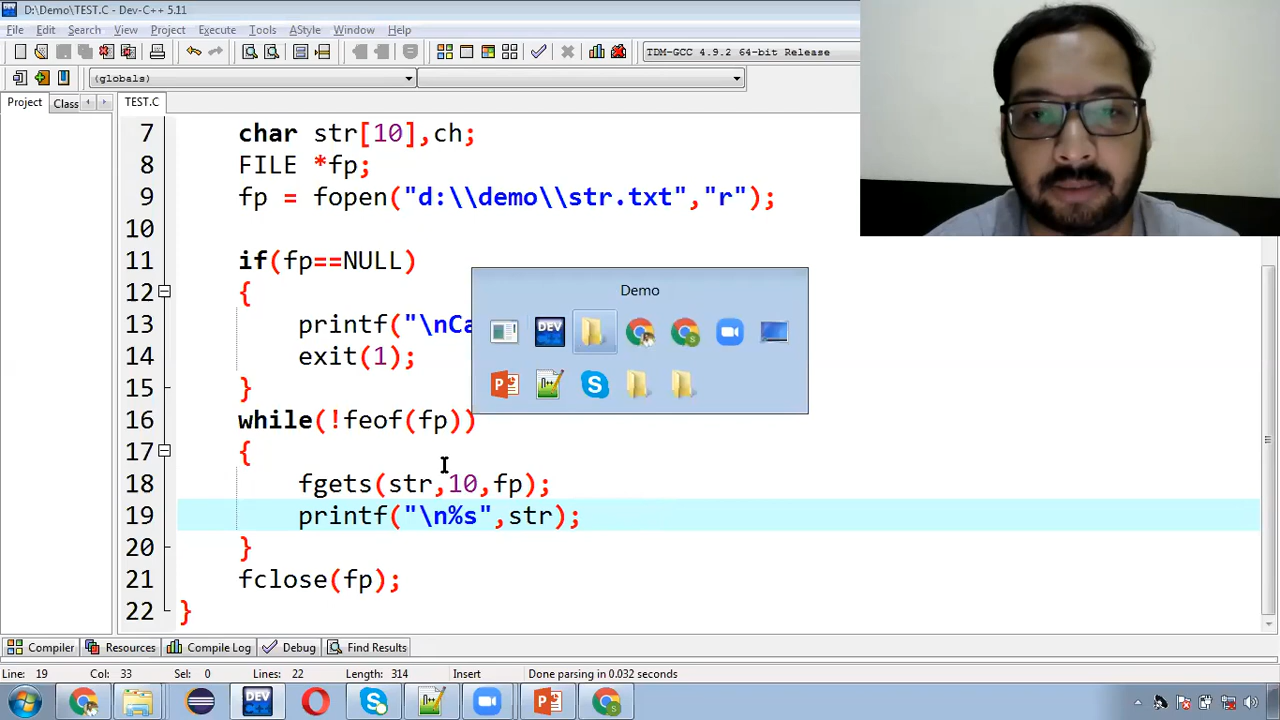 D:\Demo\TEST.C - Dev-C++ 5.11
File Edit Search View Project Execute Tools AStyle Window Help
TDM-GCC 4.9.2 64-bit Release
(globals)
Project Class TEST.C
7 char str[10],ch;
8 FILE *fp;
9 fp = fopen("d:\\demo\\str.txt","r");
10
11 if(fp==NULL)
12 {
Demo
13 printf("\nCa
14 exit(1);
15 }
16 while(!feof(fp))
17 {
18 fgets(str,10,fp);
19 printf("\n%s",str);
20 }
21 fclose(fp);
22 }
Compiler Resources Compile Log Debug Find Results
Line: 19 Col: 33 Sel: 0 Lines: 22 Length: 314 Insert Done parsing in 0.032 seconds